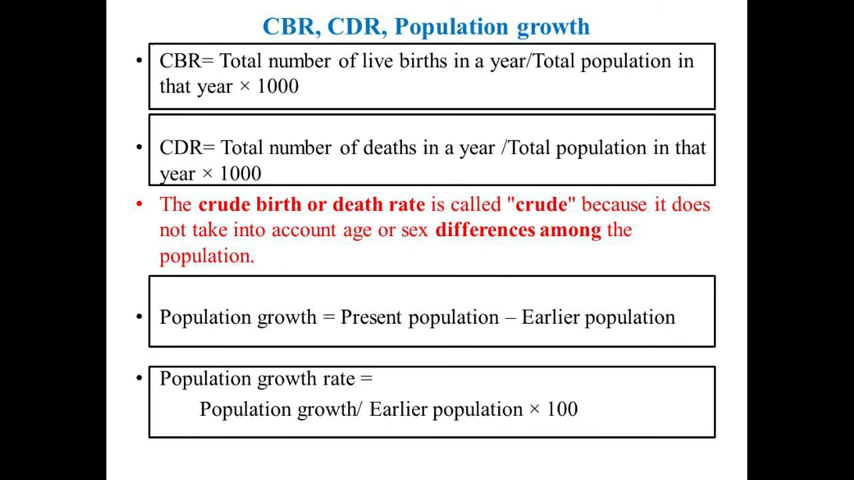 CBR, CDR, Population growth
• CBR= Total number of live births in a year/Total population in
that year × 1000
• CDR= Total number of deaths in a year /Total population in that
year × 1000
• The crude birth or death rate is called "crude" because it does
not take into account age or sex differences among the
population.
• Population growth = Present population – Earlier population
• Population growth rate =
Population growth/ Earlier population × 100